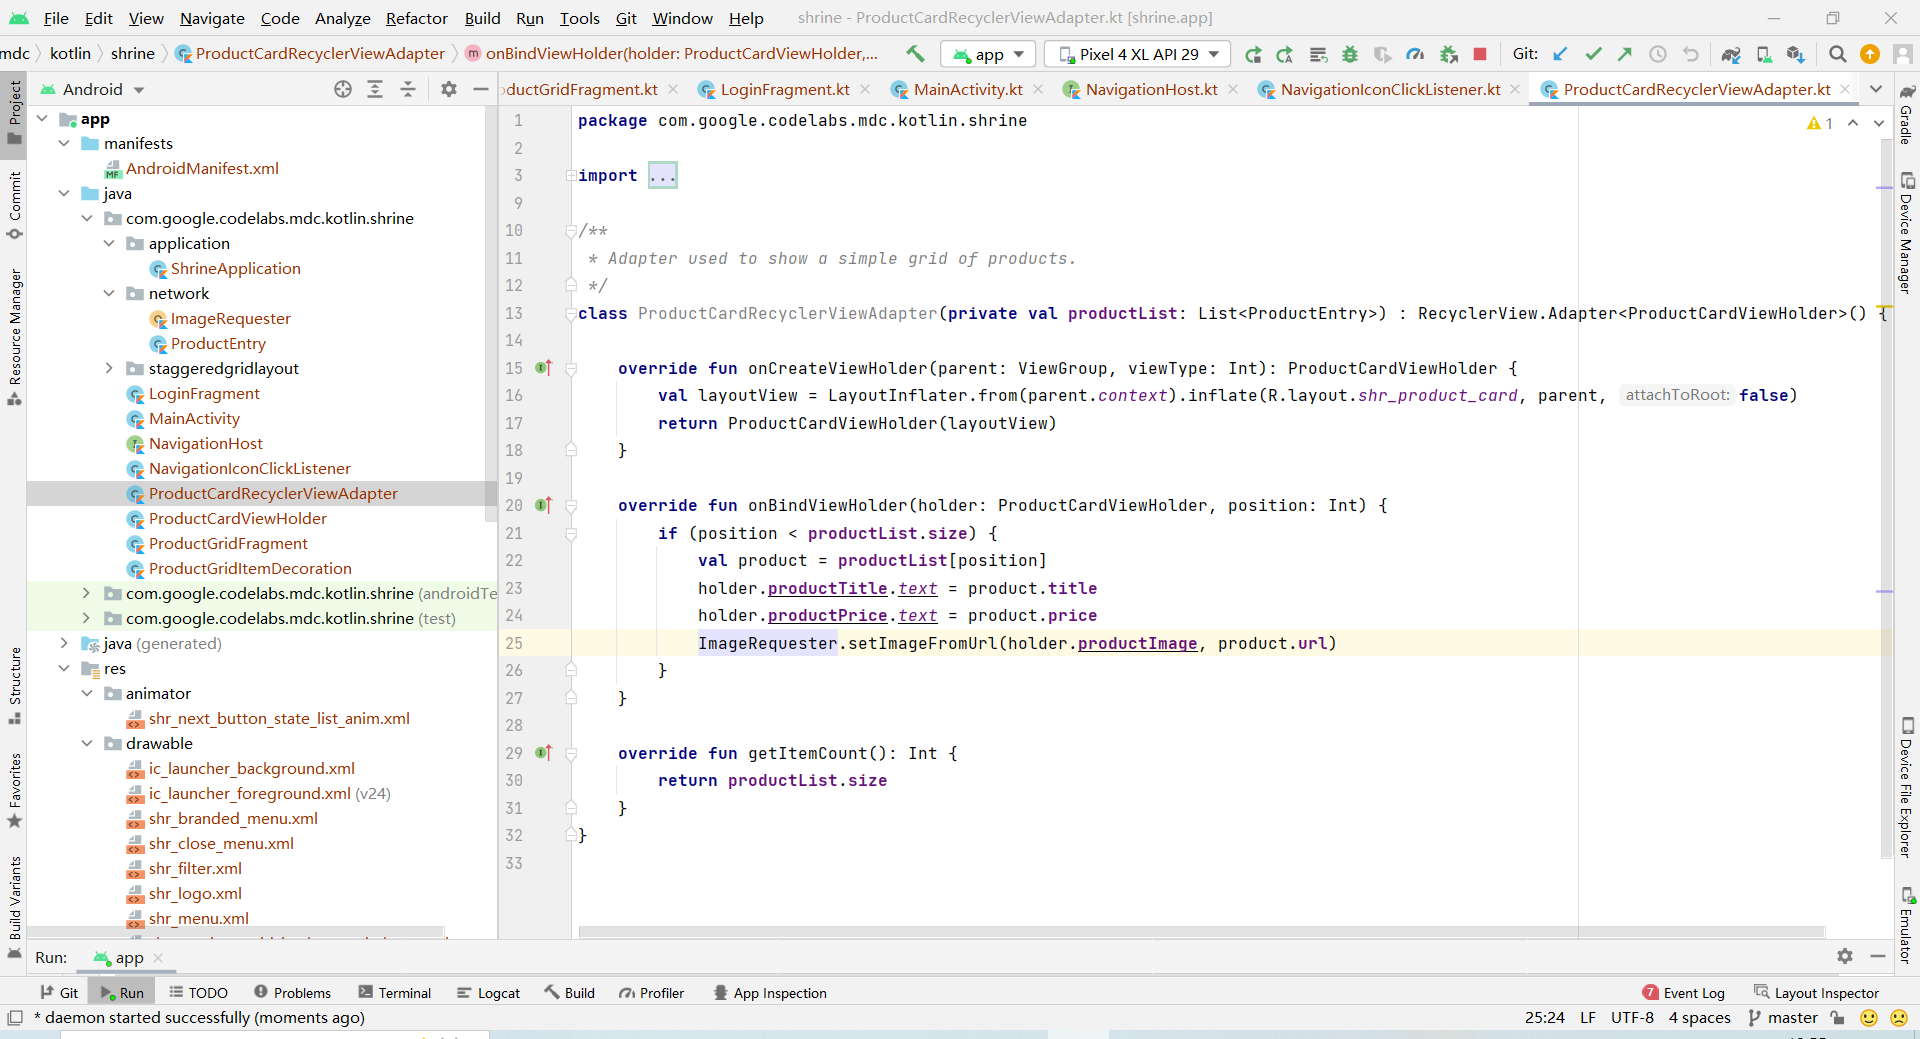 File Edit View Navigate Code Analyze Refactor Build Run Tools Git Window Help shrine - ProductCardRecyclerViewAdapter.kt [shrine.app]
mdc kotlin shrine ProductCardRecyclerViewAdapter m onBindViewHolder(holder: ProductCardViewHolder,... app Pixel 4 XL API 29 Git:
Project
Commit
Resource Manager
Structure
Favorites
Build Variants
Android
app
manifests
AndroidManifest.xml
java
com.google.codelabs.mdc.kotlin.shrine
application
ShrineApplication
network
ImageRequester
ProductEntry
staggeredgridlayout
LoginFragment
MainActivity
NavigationHost
NavigationIconClickListener
ProductCardRecyclerViewAdapter
ProductCardViewHolder
ProductGridFragment
ProductGridItemDecoration
com.google.codelabs.mdc.kotlin.shrine (androidTe
com.google.codelabs.mdc.kotlin.shrine (test)
java (generated)
res
animator
shr_next_button_state_list_anim.xml
drawable
ic_launcher_background.xml
ic_launcher_foreground.xml (v24)
shr_branded_menu.xml
shr_close_menu.xml
shr_filter.xml
shr_logo.xml
shr_menu.xml
oductGridFragment.kt LoginFragment.kt MainActivity.kt NavigationHost.kt NavigationIconClickListener.kt ProductCardRecyclerViewAdapter.kt
1 package com.google.codelabs.mdc.kotlin.shrine
1
2
3 import ...
9
10 /**
11 * Adapter used to show a simple grid of products.
12 */
13 class ProductCardRecyclerViewAdapter(private val productList: List<ProductEntry>) : RecyclerView.Adapter<ProductCardViewHolder>() {
14
15 override fun onCreateViewHolder(parent: ViewGroup, viewType: Int): ProductCardViewHolder {
16 val layoutView = LayoutInflater.from(parent.context).inflate(R.layout.shr_product_card, parent, attachToRoot: false)
17 return ProductCardViewHolder(layoutView)
18 }
19
20 override fun onBindViewHolder(holder: ProductCardViewHolder, position: Int) {
21 if (position < productList.size) {
22 val product = productList[position]
23 holder.productTitle.text = product.title
24 holder.productPrice.text = product.price
25 ImageRequester.setImageFromUrl(holder.productImage, product.url)
26 }
27 }
28
29 override fun getItemCount(): Int {
30 return productList.size
31 }
32 }
33
Gradle
Device Manager
Device File Explorer
Emulator
Run: app
Git Run TODO Problems Terminal Logcat Build Profiler App Inspection 7 Event Log Layout Inspector
* daemon started successfully (moments ago) 25:24 LF UTF-8 4 spaces master